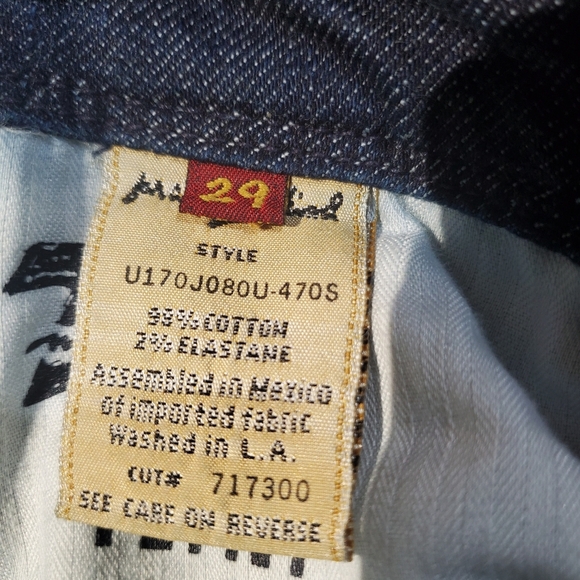 29
STYLE
U170J080U-470S
98% COTTON
2% ELASTANE
Assembled in Mexico
of imported fabric
Washed in L.A.
CUT# 717300
SEE CARE ON REVERSE